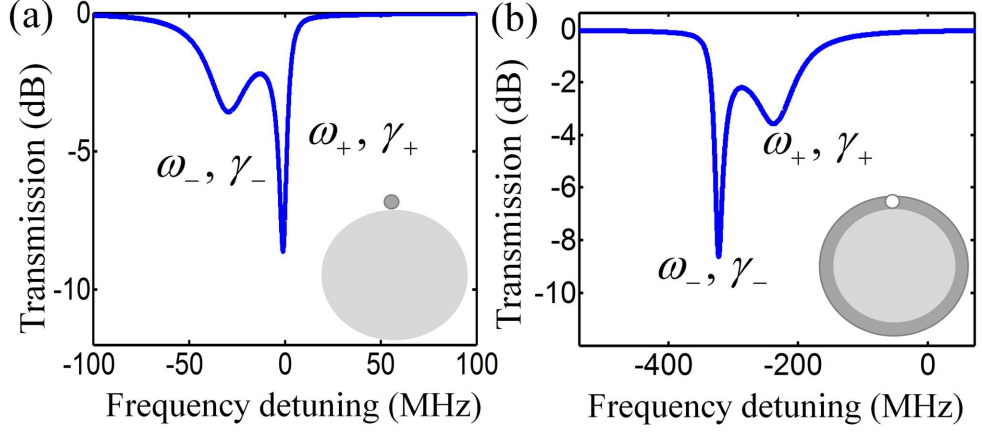 (a)
0
-5
-10
Transmission (dB)
ω₋, γ₋
ω₊, γ₊
-100
-50
0
50
100
Frequency detuning (MHz)
(b)
0
-2
-4
-6
-8
-10
Transmission (dB)
ω₊, γ₊
ω₋, γ₋
-400
-200
0
Frequency detuning (MHz)